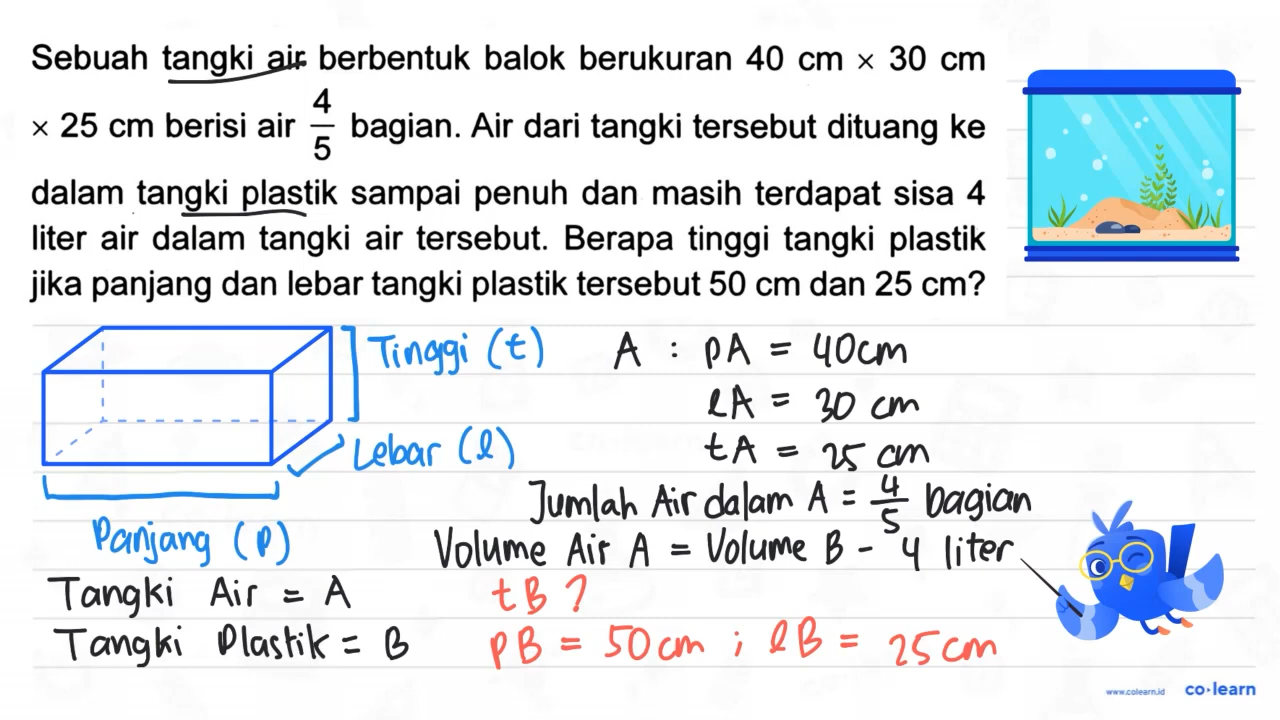 Sebuah tangki air berbentuk balok berukuran 40 cm × 30 cm
× 25 cm berisi air 4/5 bagian. Air dari tangki tersebut dituang ke
dalam tangki plastik sampai penuh dan masih terdapat sisa 4
liter air dalam tangki air tersebut. Berapa tinggi tangki plastik
jika panjang dan lebar tangki plastik tersebut 50 cm dan 25 cm?
Tinggi (t)
Lebar (l)
Panjang (p)
A : pA = 40cm
lA = 30 cm
tA = 25 cm
Jumlah Air dalam A = 4/5 bagian
Volume Air A = Volume B - 4 liter
Tangki Air = A
Tangki Plastik = B
tB ?
pB = 50cm ; lB = 25cm
www.colearn.id
co·learn